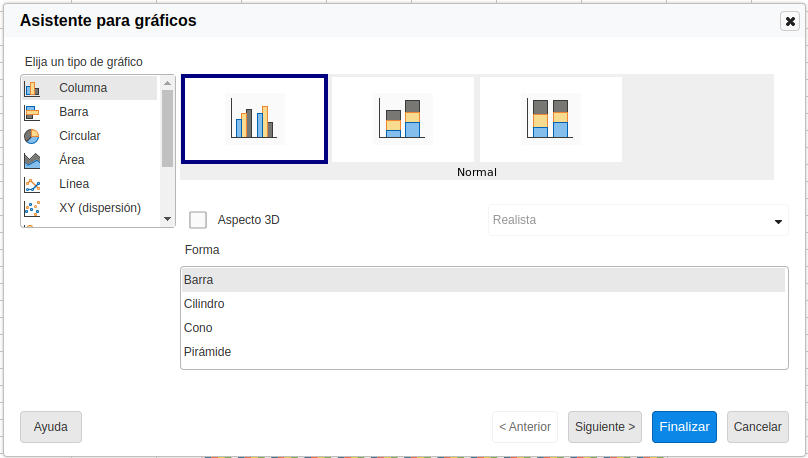 Asistente para gráficos
Elija un tipo de gráfico
Columna
Barra
Circular
Área
Línea
XY (dispersión)
Normal
Aspecto 3D
Realista
Forma
Barra
Cilindro
Cono
Pirámide
Ayuda
< Anterior
Siguiente >
Finalizar
Cancelar